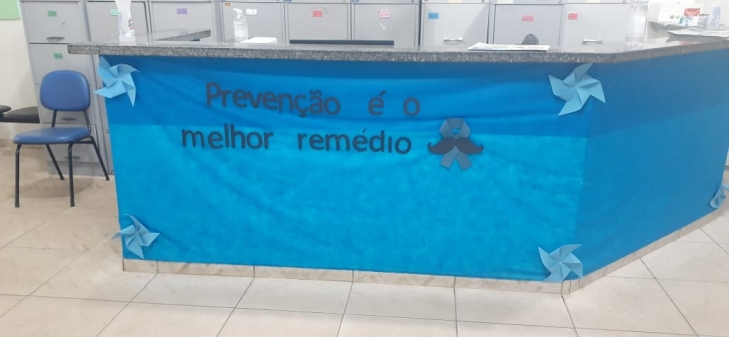 Prevenção é o
melhor remédio